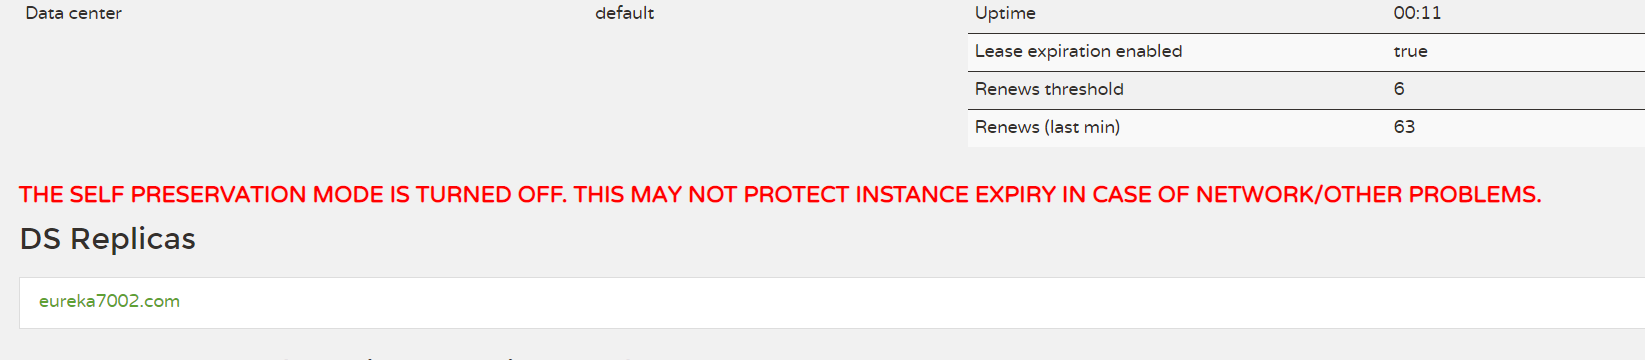 Data center default
Uptime 00:11
Lease expiration enabled true
Renews threshold 6
Renews (last min) 63
THE SELF PRESERVATION MODE IS TURNED OFF. THIS MAY NOT PROTECT INSTANCE EXPIRY IN CASE OF NETWORK/OTHER PROBLEMS.
DS Replicas
eureka7002.com